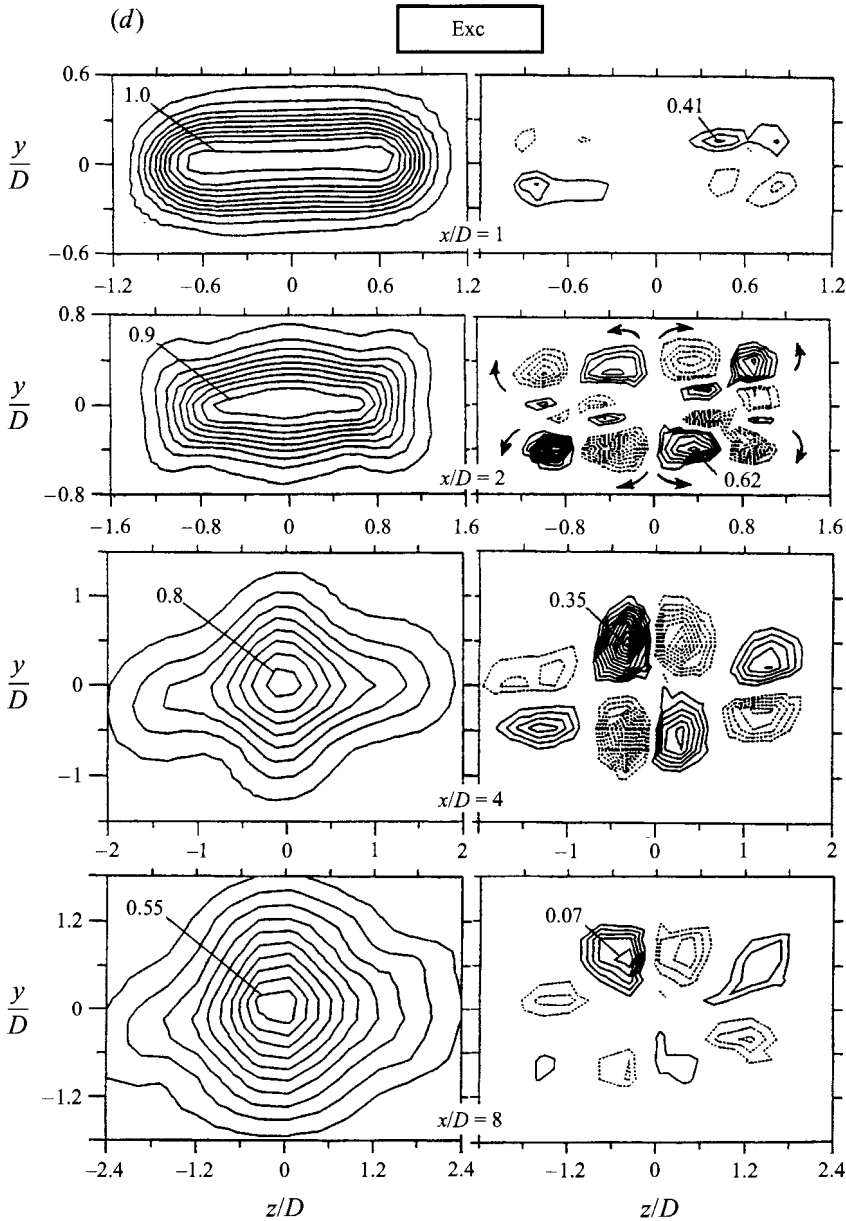 (d)
Exc
0.6
0
−0.6
y/D
1.0
0.41
x/D = 1
−1.2 −0.6 0 0.6 1.2
−0.6 0 0.6 1.2
0.8
0
−0.8
y/D
0.9
0.62
x/D = 2
−1.6 −0.8 0 0.8 1.6
−0.8 0 0.8 1.6
1
0
−1
y/D
0.8
0.35
x/D = 4
−2 −1 0 1 2
−1 0 1 2
1.2
0
−1.2
y/D
0.55
0.07
x/D = 8
−2.4 −1.2 0 1.2 2.4
−1.2 0 1.2 2.4
z/D
z/D